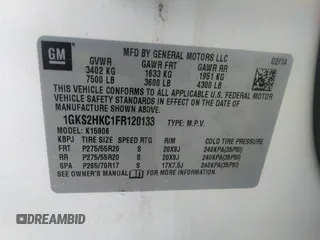 GM
MFD BY GENERAL MOTORS LLC
02/14
GVWR GAWR FRT GAWR RR
3402 KG 1633 KG 1951 KG
7500 LB 3600 LB 4300 LB
THIS VEHICLE CONFORMS TO ALL APPLICABLE U.S. FEDERAL MOTOR
VEHICLE SAFETY AND THEFT PREVENTION STANDARDS IN EFFECT ON
THE DATE OF MANUFACTURE SHOWN ABOVE.
1GKS2HKC1FR120133 TYPE: M.P.V.
K15906
KBPJ TIRE SIZE SPEED RTG RIM COLD TIRE PRESSURE
FRT P275/55R20 S 20X9J 240KPA(35PSI)
RR P275/55R20 S 20X9J 240KPA(35PSI)
SPA P265/70R17 S 17X7.5J 240KPA(35PSI)
DREAMBID